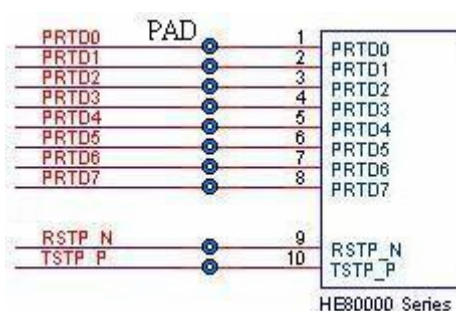 PAD
PRTD0 1 PRTD0
PRTD1 2 PRTD1
PRTD2 3 PRTD2
PRTD3 4 PRTD3
PRTD4 5 PRTD4
PRTD5 6 PRTD5
PRTD6 7 PRTD6
PRTD7 8 PRTD7
RSTP_N 9 RSTP_N
TSTP_P 10 TSTP_P
HE80000 Series